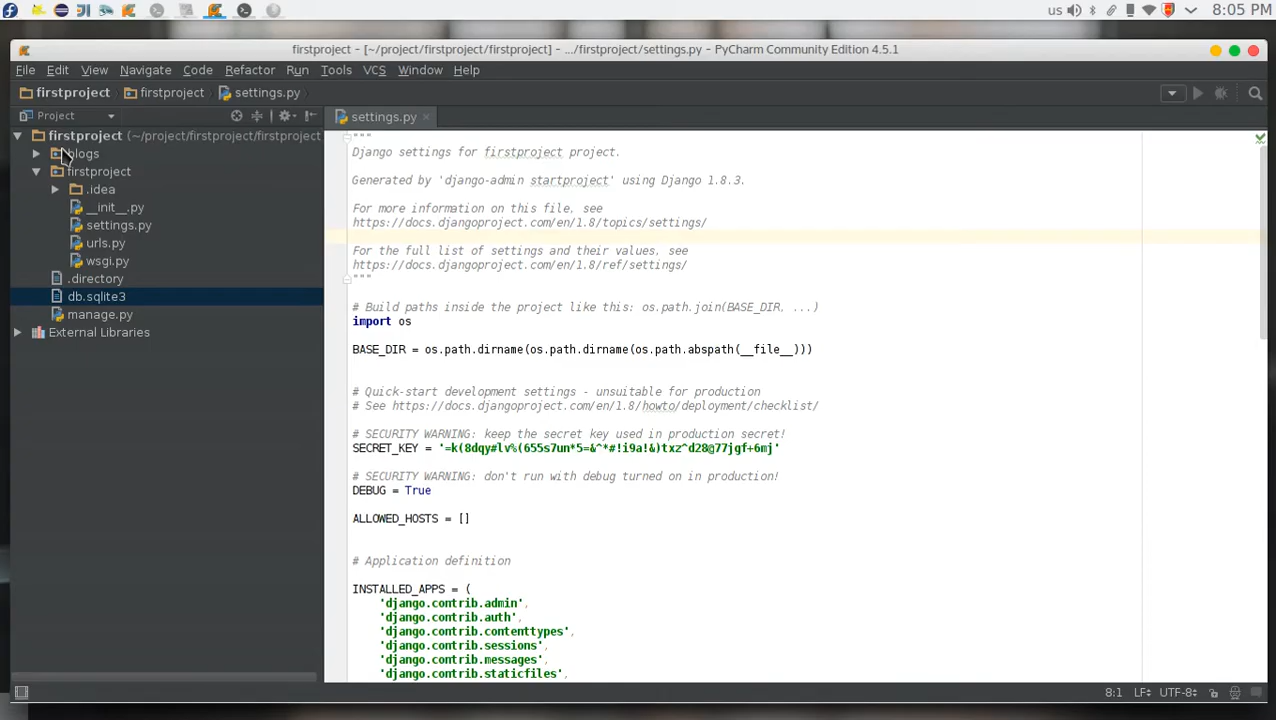 us
8:05 PM
firstproject - [~/project/firstproject/firstproject] - .../firstproject/settings.py - PyCharm Community Edition 4.5.1
File Edit View Navigate Code Refactor Run Tools VCS Window Help
firstproject firstproject settings.py
Project
settings.py
firstproject (~/project/firstproject/firstproject
blogs
firstproject
.idea
__init__.py
settings.py
urls.py
wsgi.py
.directory
db.sqlite3
manage.py
External Libraries
"""
Django settings for firstproject project.
Generated by 'django-admin startproject' using Django 1.8.3.
For more information on this file, see
https://docs.djangoproject.com/en/1.8/topics/settings/
For the full list of settings and their values, see
https://docs.djangoproject.com/en/1.8/ref/settings/
"""
# Build paths inside the project like this: os.path.join(BASE_DIR, ...)
import os
BASE_DIR = os.path.dirname(os.path.dirname(os.path.abspath(__file__)))
# Quick-start development settings - unsuitable for production
# See https://docs.djangoproject.com/en/1.8/howto/deployment/checklist/
# SECURITY WARNING: keep the secret key used in production secret!
SECRET_KEY = '=k(8dqy#lv%(655s7un*5=&^*#!i9a!&)txz^d28@77jgf+6mj'
# SECURITY WARNING: don't run with debug turned on in production!
DEBUG = True
ALLOWED_HOSTS = []
# Application definition
INSTALLED_APPS = (
'django.contrib.admin',
'django.contrib.auth',
'django.contrib.contenttypes',
'django.contrib.sessions',
'django.contrib.messages',
'django.contrib.staticfiles',
8:1 LF UTF-8